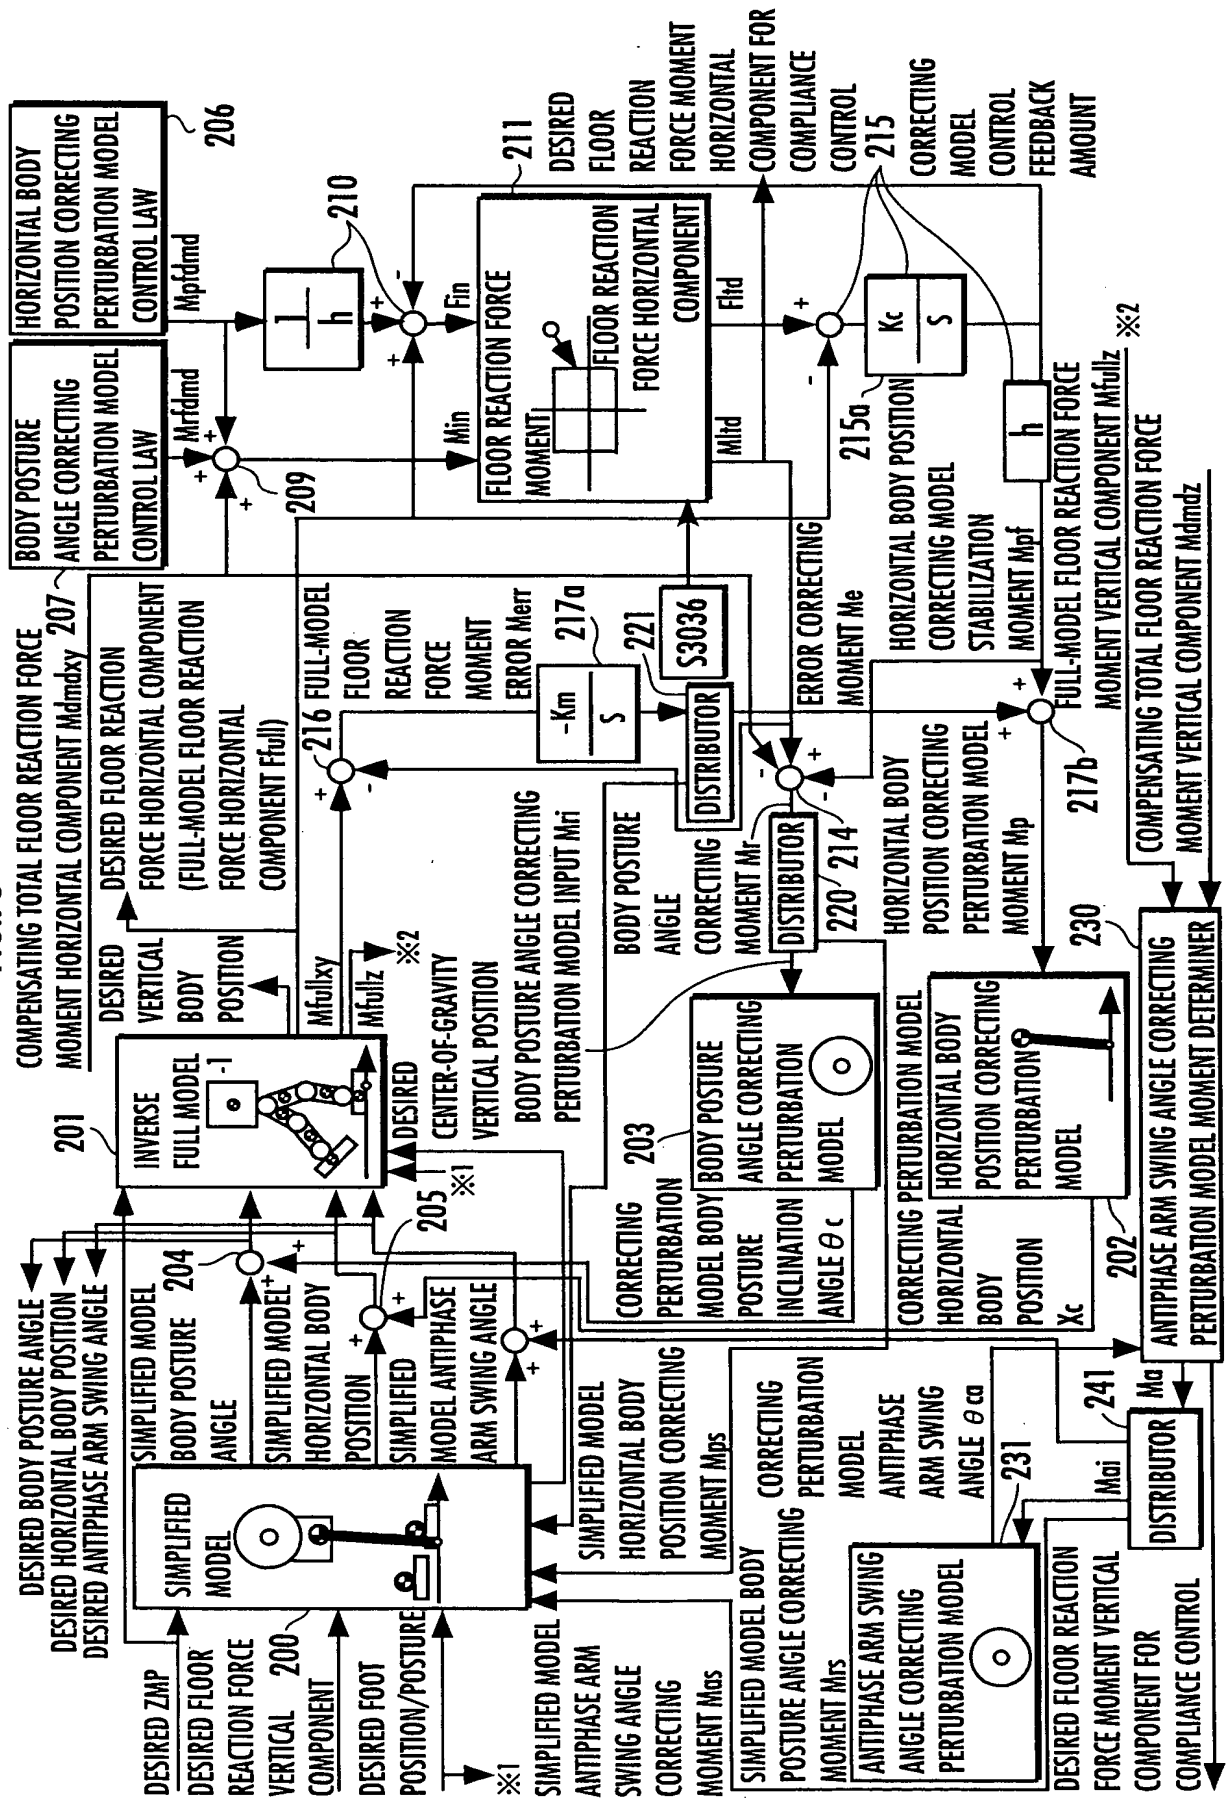 COMPENSATING TOTAL FLOOR REACTION FORCE
MOMENT HORIZONTAL COMPONENT Mdmdxy
207
BODY POSTURE
ANGLE CORRECTING
PERTURBATION MODEL
CONTROL LAW
HORIZONTAL BODY
POSITION CORRECTING
PERTURBATION MODEL
CONTROL LAW
206
Mrfdmd
Mpfdmd
+
+
+
209
1
h
210
+
+
-
Min
Fin
211
FLOOR REACTION FORCE
MOMENT
FLOOR REACTION
FORCE HORIZONTAL
COMPONENT
Mltd
Fltd
DESIRED
FLOOR
REACTION
FORCE MOMENT
HORIZONTAL
COMPONENT FOR
COMPLIANCE
CONTROL
215
CORRECTING
MODEL
CONTROL
FEEDBACK
AMOUNT
+
-
215a
Kc
S
h
HORIZONTAL BODY POSITION
CORRECTING MODEL
STABILIZATION
MOMENT Mpf
DESIRED FLOOR REACTION
FORCE HORIZONTAL COMPONENT
(FULL-MODEL FLOOR REACTION
FORCE HORIZONTAL
COMPONENT Ffull)
DESIRED
VERTICAL
BODY
POSITION
216
FULL-MODEL
FLOOR
REACTION
FORCE
MOMENT
ERROR Merr
+
-
217a
-Km
S
221
DISTRIBUTOR
S3036
ERROR CORRECTING
MOMENT Me
FULL-MODEL FLOOR REACTION FORCE
MOMENT VERTICAL COMPONENT Mfullz
※2
COMPENSATING TOTAL FLOOR REACTION FORCE
MOMENT VERTICAL COMPONENT Mdmdz
+
+
217b
-
+
-
214
220
DISTRIBUTOR
BODY POSTURE
ANGLE
CORRECTING
MOMENT Mr
HORIZONTAL BODY
POSITION CORRECTING
PERTURBATION MODEL
MOMENT Mp
BODY POSTURE ANGLE CORRECTING
PERTURBATION MODEL INPUT Mri
201
INVERSE
FULL MODEL
-1
Mfullxy
Mfullz
※2
DESIRED
CENTER-OF-GRAVITY
VERTICAL POSITION
※1
203
BODY POSTURE
ANGLE CORRECTING
PERTURBATION
MODEL
230
ANTIPHASE ARM SWING ANGLE CORRECTING
PERTURBATION MODEL MOMENT DETERMINER
HORIZONTAL BODY
POSITION CORRECTING
PERTURBATION
MODEL
202
DESIRED BODY POSTURE ANGLE
DESIRED HORIZONTAL BODY POSITION
DESIRED ANTIPHASE ARM SWING ANGLE
SIMPLIFIED MODEL
BODY POSTURE
ANGLE
204
+
+
SIMPLIFIED MODEL
HORIZONTAL BODY
POSITION
205
+
+
SIMPLIFIED
MODEL ANTIPHASE
ARM SWING ANGLE
+
+
CORRECTING
PERTURBATION
MODEL BODY
POSTURE
INCLINATION
ANGLE θc
CORRECTING PERTURBATION MODEL
HORIZONTAL
BODY
POSITION
Xc
SIMPLIFIED
MODEL
200
DESIRED ZMP
DESIRED FLOOR
REACTION FORCE
VERTICAL
COMPONENT
DESIRED FOOT
POSITION/POSTURE
※1
SIMPLIFIED MODEL
HORIZONTAL BODY
POSITION CORRECTING
MOMENT Mps
CORRECTING
PERTURBATION
MODEL
ANTIPHASE
ARM SWING
ANGLE θca
231
Ma
241
DISTRIBUTOR
Mai
SIMPLIFIED MODEL
ANTIPHASE ARM
SWING ANGLE
CORRECTING
MOMENT Mas
SIMPLIFIED MODEL BODY
POSTURE ANGLE CORRECTING
MOMENT Mrs
ANTIPHASE ARM SWING
ANGLE CORRECTING
PERTURBATION MODEL
DESIRED FLOOR REACTION
FORCE MOMENT VERTICAL
COMPONENT FOR
COMPLIANCE CONTROL